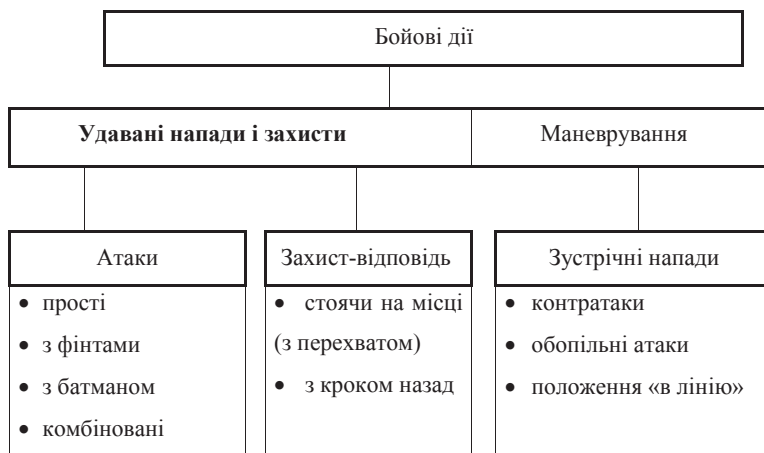 Бойові дії
Удавані напади і захисти
Маневрування
Атаки
• прості
• з фінтами
• з батманом
• комбіновані
Захист-відповідь
• стоячи на місці
(з перехватом)
• з кроком назад
Зустрічні напади
• контратаки
• обопільні атаки
• положення «в лінію»